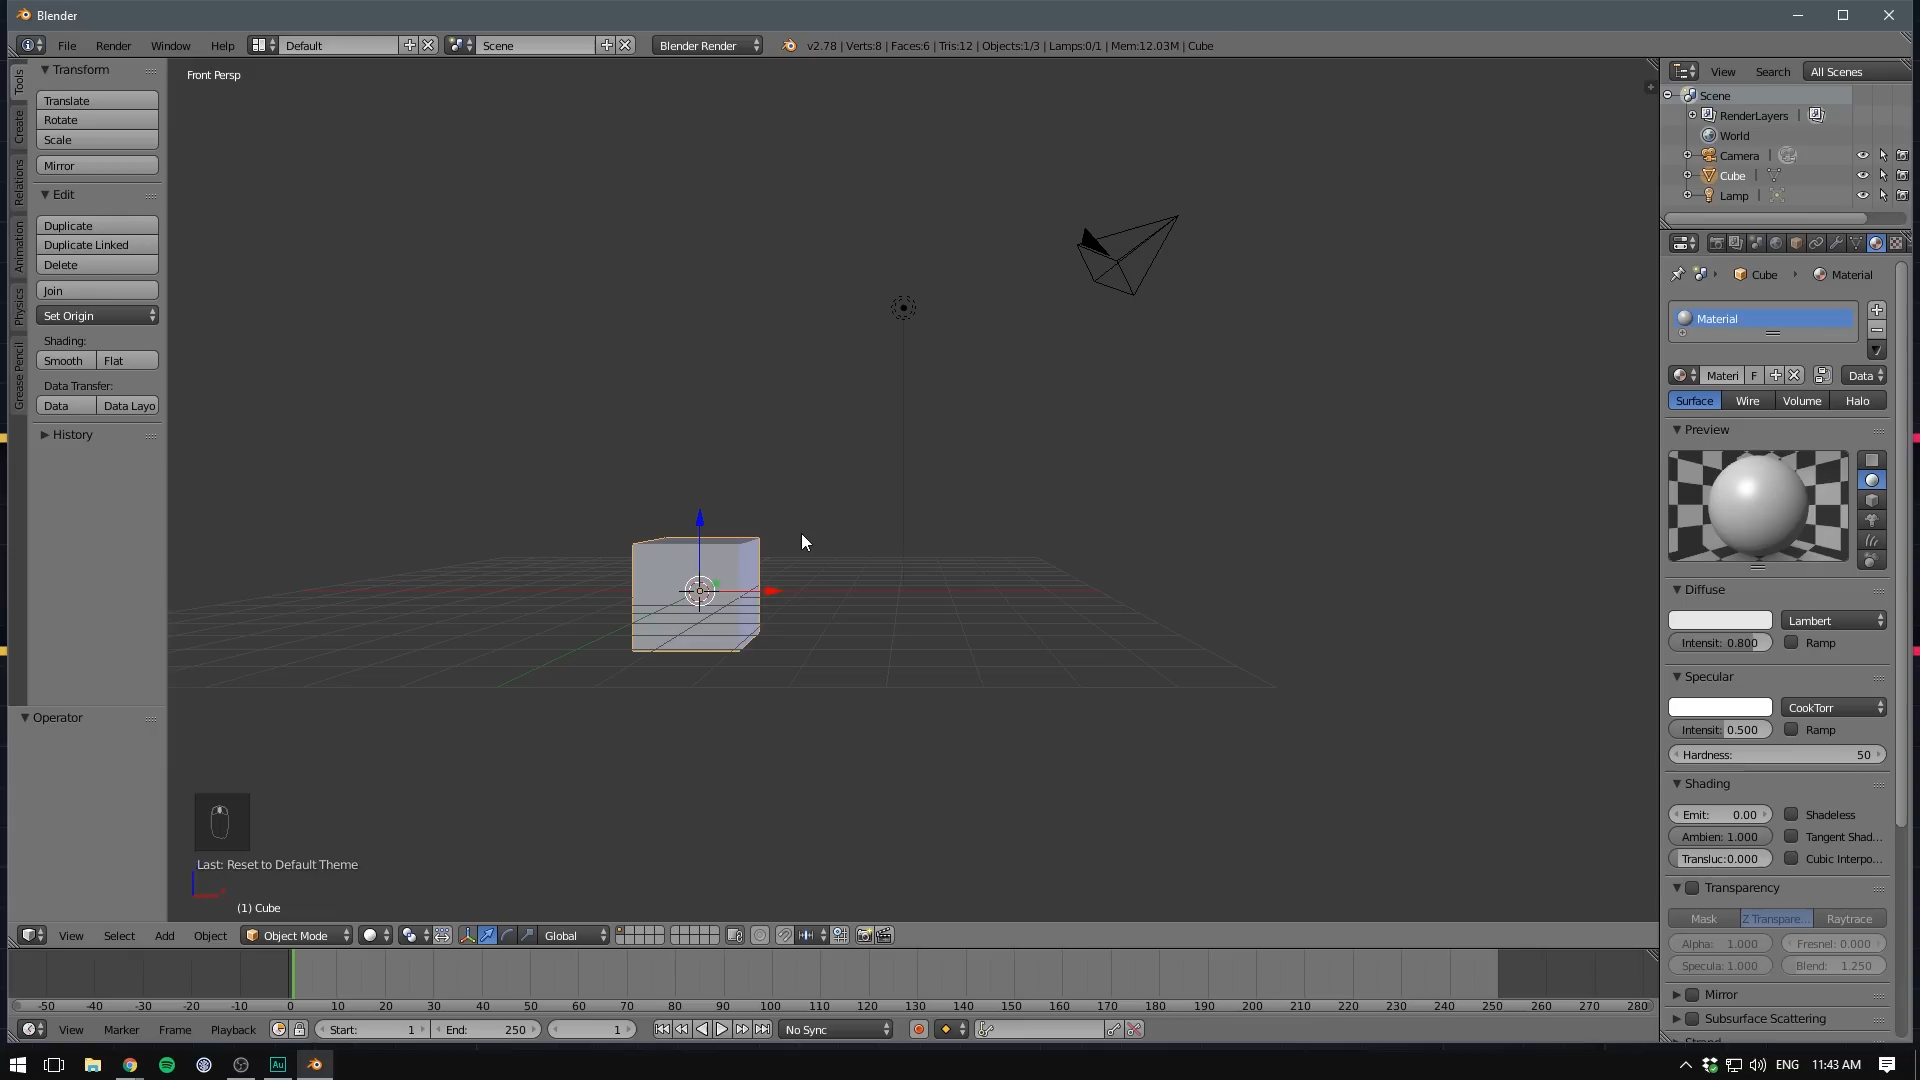 Blender
File Render Window Help Default Scene Blender Render v2.78 | Verts:8 | Faces:6 | Tris:12 | Objects:1/3 | Lamps:0/1 | Mem:12.03M | Cube
Tools
Create
Relations
Animation
Physics
Grease Pencil
Transform
Translate
Rotate
Scale
Mirror
Edit
Duplicate
Duplicate Linked
Delete
Join
Set Origin
Shading:
Smooth Flat
Data Transfer:
Data Data Layo
History
Operator
Front Persp
Last: Reset to Default Theme
(1) Cube
View Search All Scenes
Scene
RenderLayers |
World
Camera |
Cube |
Lamp |
Cube Material
Material
Materi F Data
Surface Wire Volume Halo
Preview
Diffuse
Lambert
Intensit: 0.800 Ramp
Specular
CookTorr
Intensit: 0.500 Ramp
Hardness: 50
Shading
Emit: 0.00 Shadeless
Ambien: 1.000 Tangent Shad...
Transluc:0.000 Cubic Interpo...
Transparency
Mask Z Transpare... Raytrace
Alpha: 1.000 Fresnel: 0.000
Specula: 1.000 Blend: 1.250
Mirror
Subsurface Scattering
View Select Add Object Object Mode Global
-50 -40 -30 -20 -10 0 10 20 30 40 50 60 70 80 90 100 110 120 130 140 150 160 170 180 190 200 210 220 230 240 250 260 270 280
View Marker Frame Playback Start: 1 End: 250 1 No Sync
Au ENG 11:43 AM